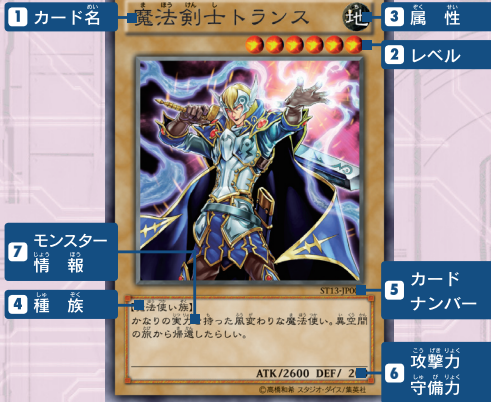 1 カード名
魔法剣士トランス
地
3 属性
2 レベル
7 モンスター
情報
ST13-JP0
5 カード
ナンバー
4 種族
法使い族】
かなりの実力 持った風変わりな魔法使い。異空間
の旅から帰還したらしい。
ATK/2600 DEF/ 2
6 攻撃力
守備力
©高橋和希 スタジオ・ダイス/集英社